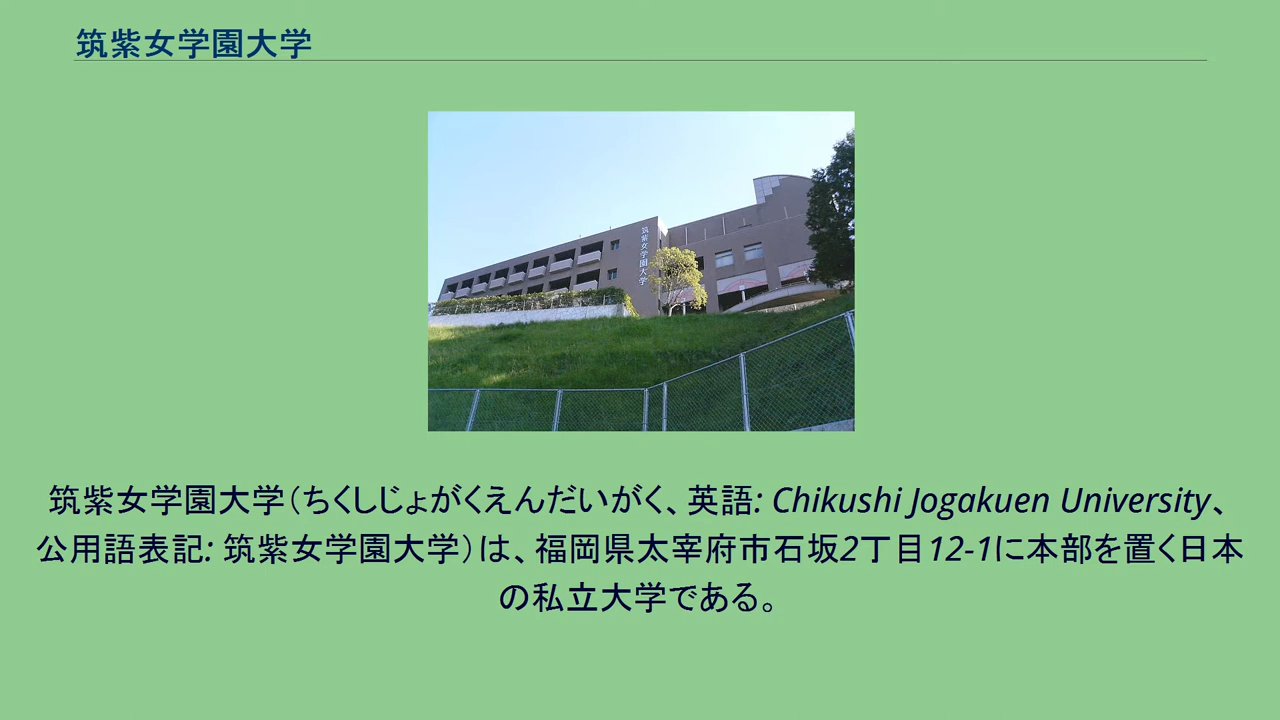 筑紫女学園大学
筑紫女学園大学
筑紫女学園大学（ちくしじょがくえんだいがく、英語: Chikushi Jogakuen University、
公用語表記: 筑紫女学園大学）は、福岡県太宰府市石坂2丁目12-1に本部を置く日本
の私立大学である。